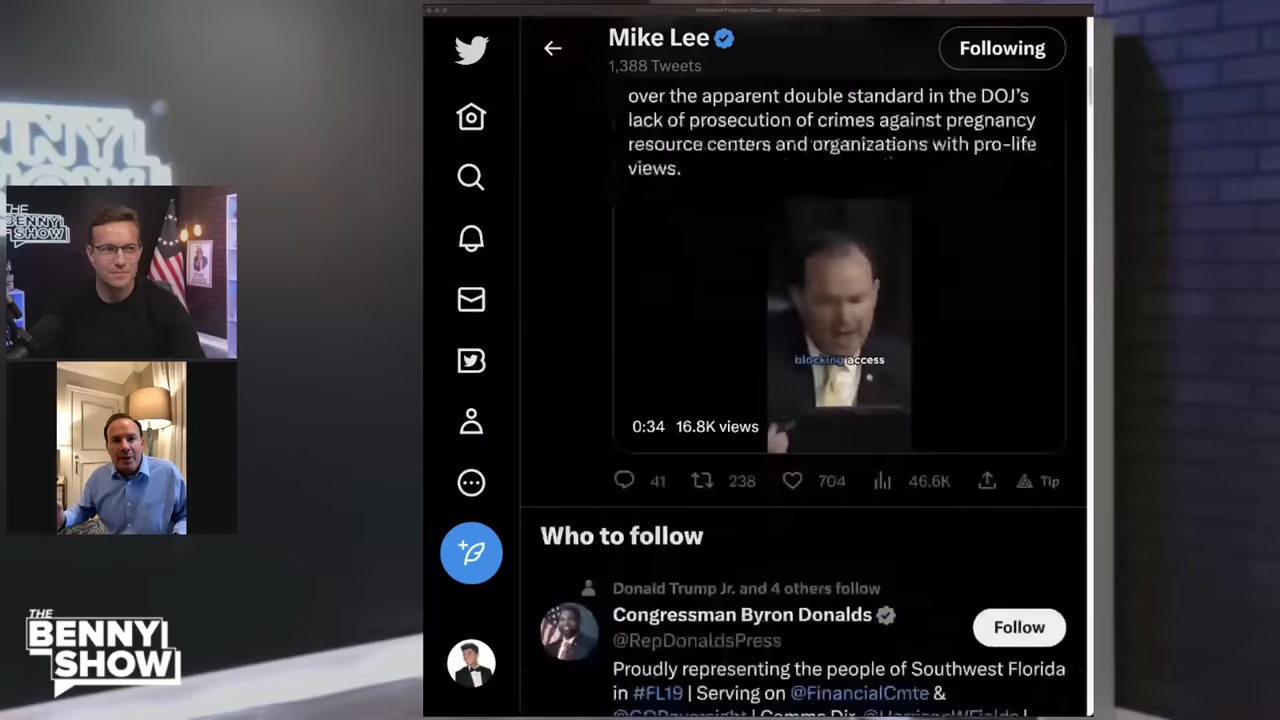 Mike Lee
1,388 Tweets
Following
over the apparent double standard in the DOJ's
lack of prosecution of crimes against pregnancy
resource centers and organizations with pro-life
views.
blocking access
0:34 16.8K views
41 238 704 46.6K Tip
Who to follow
Donald Trump Jr. and 4 others follow
Congressman Byron Donalds
@RepDonaldsPress
Follow
Proudly representing the people of Southwest Florida
in #FL19 | Serving on @FinancialCmte &
THE
BENNY
SHOW
THE
BENNY
SHOW